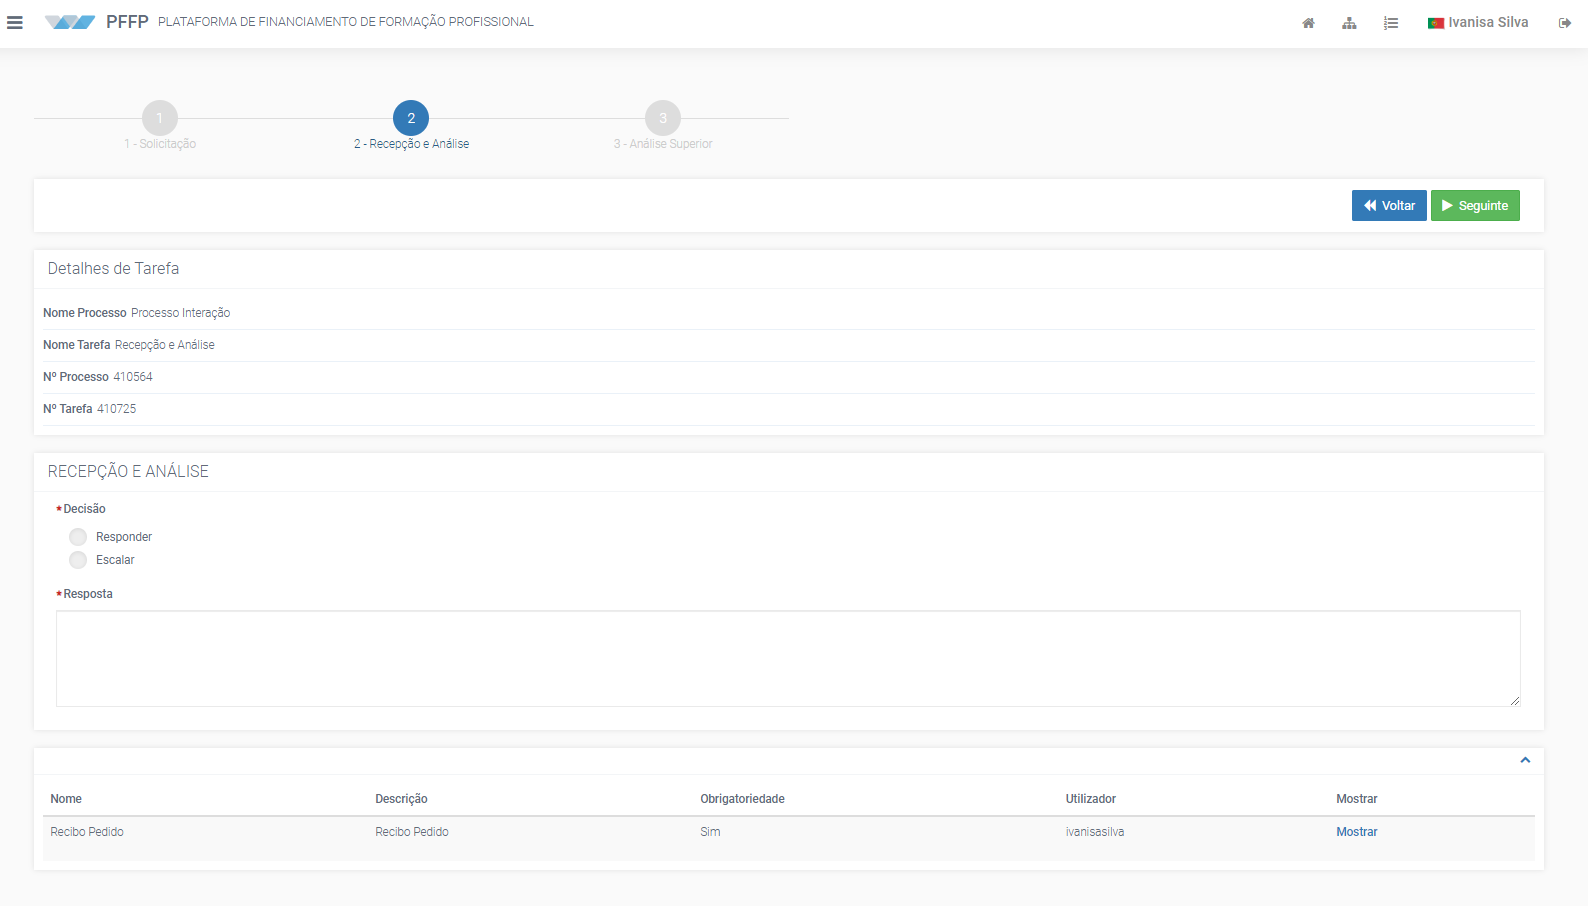 PFFP PLATAFORMA DE FINANCIAMENTO DE FORMAÇÃO PROFISSIONAL
Ivanisa Silva
1 2 3
1 - Solicitação 2 - Recepção e Análise 3 - Análise Superior
Voltar Seguinte
Detalhes de Tarefa
Nome Processo Processo Interação
Nome Tarefa Recepção e Análise
Nº Processo 410564
Nº Tarefa 410725
RECEPÇÃO E ANÁLISE
* Decisão
Responder
Escalar
* Resposta
Nome Descrição Obrigatoriedade Utilizador Mostrar
Recibo Pedido Recibo Pedido Sim ivanisasilva Mostrar